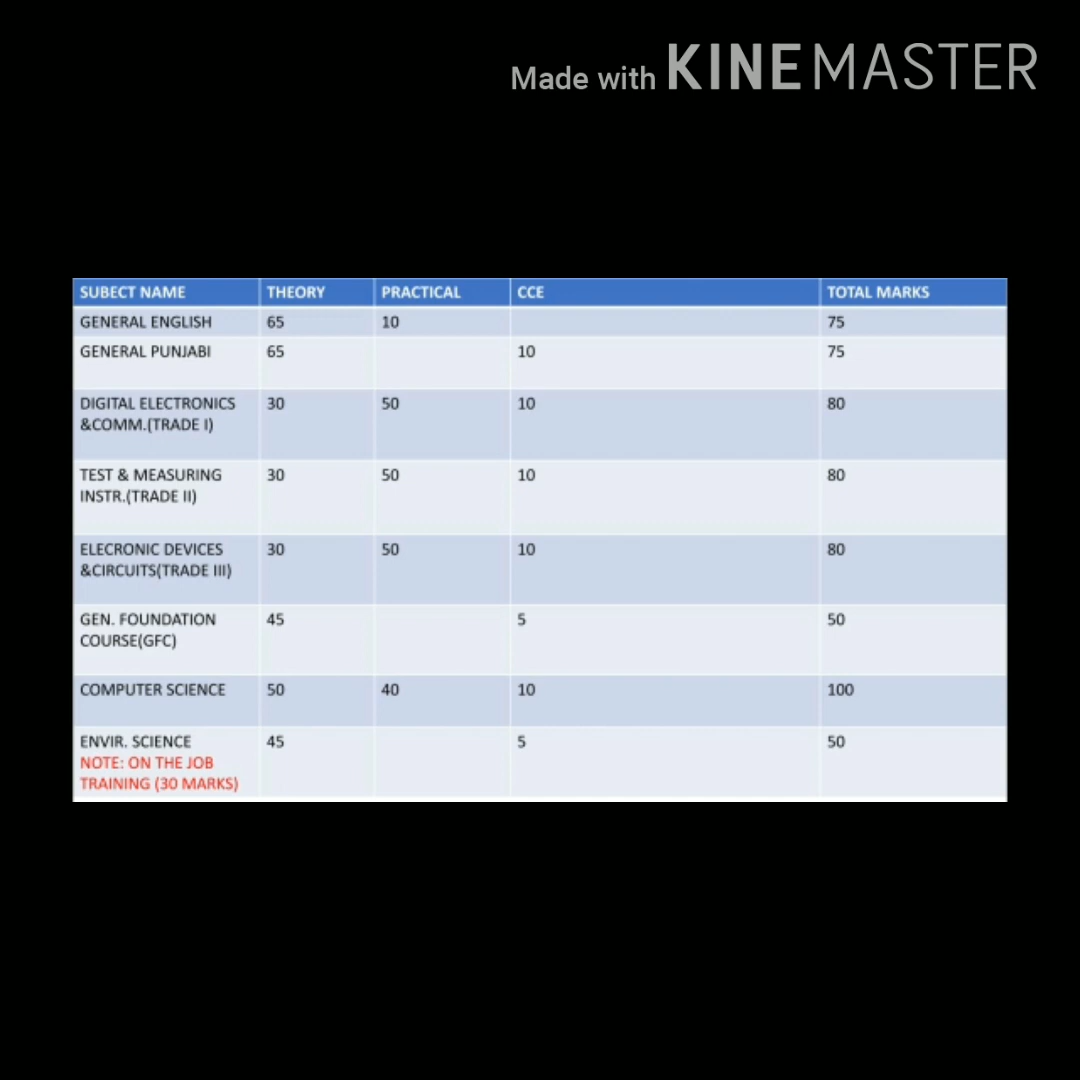 Made with KINEMASTER
SUBECT NAME THEORY PRACTICAL CCE TOTAL MARKS
GENERAL ENGLISH 65 10 75
GENERAL PUNJABI 65 10 75
DIGITAL ELECTRONICS 30 50 10 80
&COMM.(TRADE I)
TEST & MEASURING 30 50 10 80
INSTR.(TRADE II)
ELECRONIC DEVICES 30 50 10 80
&CIRCUITS(TRADE III)
GEN. FOUNDATION 45 5 50
COURSE(GFC)
COMPUTER SCIENCE 50 40 10 100
ENVIR. SCIENCE 45 5 50
NOTE: ON THE JOB
TRAINING (30 MARKS)